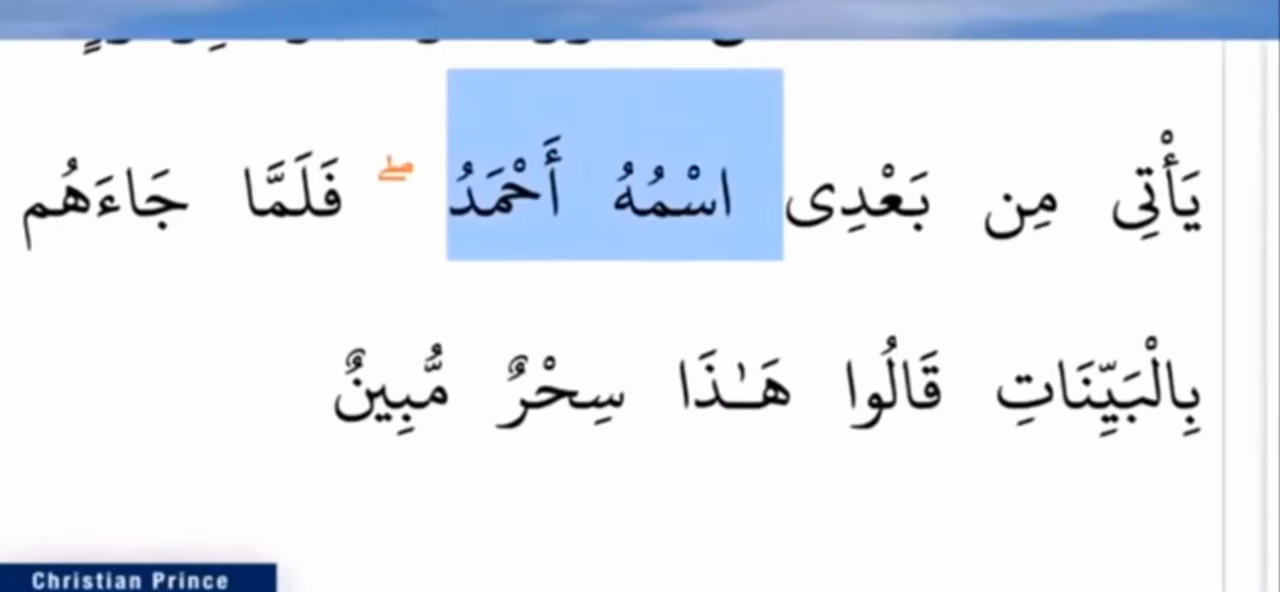 يَأْتِى مِن بَعْدِى اسْمُهُ أَحْمَدُ ۖ فَلَمَّا جَاءَهُم
بِالْبَيِّنَاتِ قَالُوا هَـٰذَا سِحْرٌ مُّبِينٌ
Christian Prince